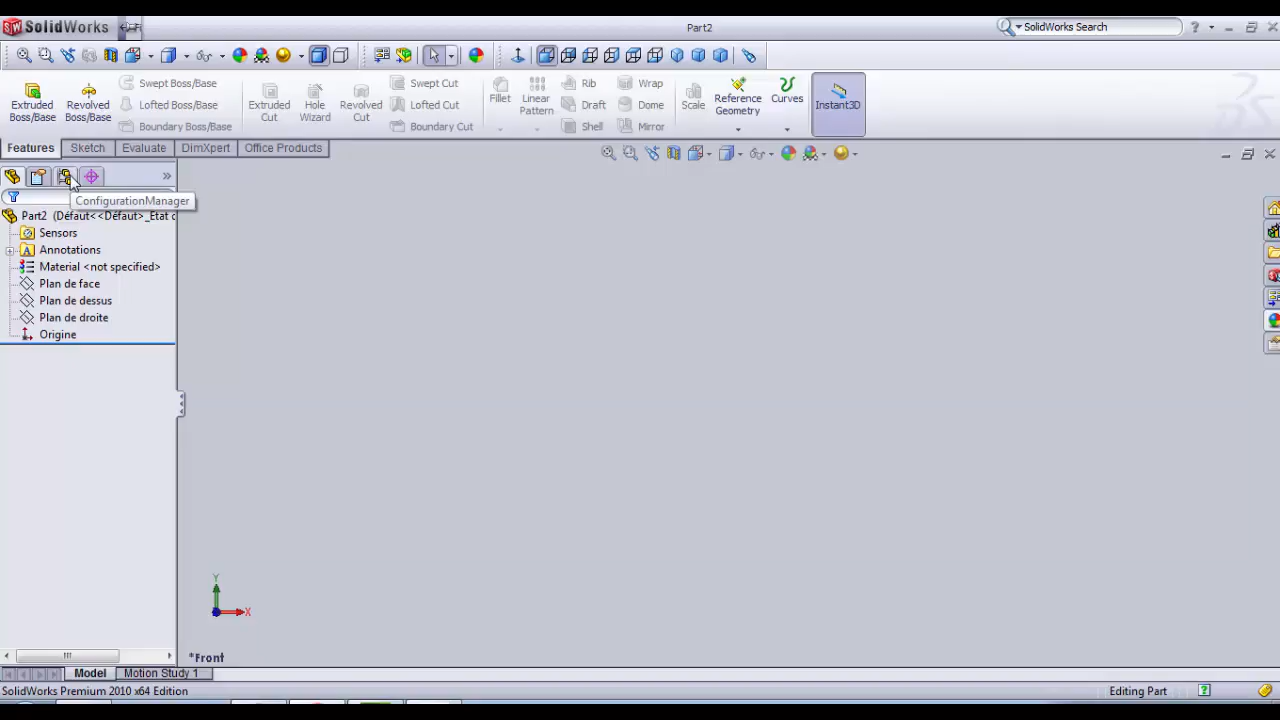 SolidWorks
Part2
SolidWorks Search
Extruded Boss/Base
Revolved Boss/Base
Swept Boss/Base
Lofted Boss/Base
Boundary Boss/Base
Extruded Cut
Hole Wizard
Revolved Cut
Swept Cut
Lofted Cut
Boundary Cut
Fillet
Linear Pattern
Rib
Draft
Shell
Wrap
Dome
Mirror
Scale
Reference Geometry
Curves
Instant3D
Features
Sketch
Evaluate
DimXpert
Office Products
ConfigurationManager
Part2 (Défaut<<Défaut>_Etat d
Sensors
Annotations
Material <not specified>
Plan de face
Plan de dessus
Plan de droite
Origine
Y
X
*Front
Model
Motion Study 1
SolidWorks Premium 2010 x64 Edition
Editing Part